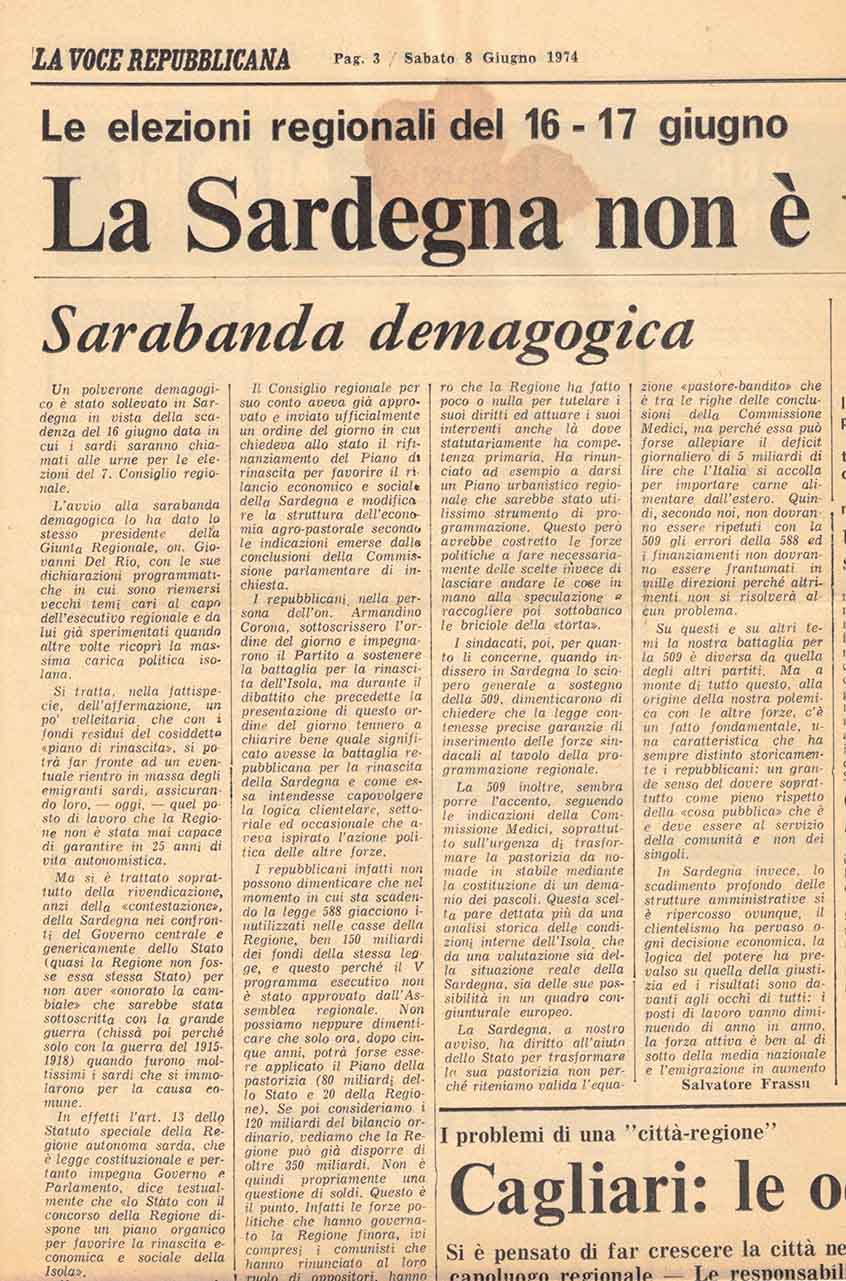 LA VOCE REPUBBLICANA
Pag. 3 / Sabato 8 Giugno 1974
Le elezioni regionali del 16 - 17 giugno
La Sardegna non è
Sarabanda demagogica
Un polverone demagogi-
co è stato sollevato in Sar-
degna in vista della sca-
denza del 16 giugno data in
cui i sardi saranno chia-
mati alle urne per le ele-
zioni del 7. Consiglio regio-
nale.
L'avvio alla sarabanda
demagogica lo ha dato lo
stesso presidente della
Giunta Regionale, on. Gio-
vanni Del Rio, con le sue
dichiarazioni programmati-
che in cui sono riemersi
vecchi temi cari al capo
dell'esecutivo regionale e da
lui già sperimentati quando
altre volte ricoprì la mas-
sima carica politica iso-
lana.
Si tratta, nella fattispe-
cie, dell'affermazione, un
po' velleitaria, che con i
fondi residui del cosiddetto
«piano di rinascita», si po-
trà far fronte ad un even-
tuale rientro in massa degli
emigranti sardi, assicuran-
do loro, — oggi, — quel po-
sto di lavoro che la Regio-
ne non è stata mai capace
di garantire in 25 anni di
vita autonomistica.
Ma si è trattato soprat-
tutto della rivendicazione,
anzi della «contestazione»,
della Sardegna nei confron-
ti del Governo centrale e
genericamente dello Stato
(quasi la Regione non fos-
se essa stessa Stato) per
non aver «onorato la cam-
biale» che sarebbe stata
sottoscritta con la grande
guerra (chissà poi perché
solo con la guerra del 1915-
1918) quando furono mol-
tissimi i sardi che si immo-
larono per la causa co-
mune.
In effetti l'art. 13 dello
Statuto speciale della Re-
gione autonoma sarda, che
è legge costituzionale e per-
tanto impegna Governo e
Parlamento, dice testual-
mente che «lo Stato con il
concorso della Regione di-
spone un piano organico
per favorire la rinascita e-
conomica e sociale della
Isola».
Il Consiglio regionale per
suo conto aveva già appro-
vato e inviato ufficialmente
un ordine del giorno in cui
chiedeva allo stato il rifi-
nanziamento del Piano di
rinascita per favorire il ri-
lancio economico e sociale
della Sardegna e modifica
re la struttura dell'econo-
mia agro-pastorale secondo
le indicazioni emerse dalle
conclusioni della Commis-
sione parlamentare di in-
chiesta.
I repubblicani, nella per-
sona dell'on. Armandino
Corona, sottoscrissero l'or-
dine del giorno e impegna-
rono il Partito a sostenere
la battaglia per la rinasci-
ta dell'Isola, ma durante il
dibattito che precedette la
presentazione di questo or-
dine del giorno tennero a
chiarire bene quale signifi-
cato avesse la battaglia re-
pubblicana per la rinascita
della Sardegna e come es-
sa intendesse capovolgere
la logica clientelare, setto-
riale ed occasionale che a-
veva ispirato l'azione poli-
tica delle altre forze.
I repubblicani infatti non
possono dimenticare che nel
momento in cui sta scaden-
do la legge 588 giacciono i-
nutilizzati nelle casse della
Regione, ben 150 miliardi
dei fondi della stessa leg-
ge, e questo perché il V
programma esecutivo non
è stato approvato dall'As-
semblea regionale. Non
possiamo neppure dimenti-
care che solo ora, dopo cin-
que anni, potrà forse esse-
re applicato il Piano della
pastorizia (80 miliardi del-
lo Stato e 20 della Regio-
ne). Se poi consideriamo i
120 miliardi del bilancio or-
dinario, vediamo che la Re-
gione può già disporre di
oltre 350 miliardi. Non è
quindi propriamente una
questione di soldi. Questo è
il punto. Infatti le forze po-
litiche che hanno governa-
to la Regione finora, ivi
compresi i comunisti che
hanno rinunciato al loro
ruolo di oppositori, hanno
ro che la Regione ha fatto
poco o nulla per tutelare i
suoi diritti ed attuare i suoi
interventi anche là dove
statutariamente ha compe-
tenza primaria. Ha rinun-
ciato ad esempio a darsi
un Piano urbanistico regio-
nale che sarebbe stato uti-
lissimo strumento di pro-
grammazione. Questo però
avrebbe costretto le forze
politiche a fare necessaria-
mente delle scelte invece di
lasciare andare le cose in
mano alla speculazione e
raccogliere poi sottobanco
le briciole della «torta».
I sindacati, poi, per quan-
to li concerne, quando in-
dissero in Sardegna lo scio-
pero generale a sostegno
della 509, dimenticarono di
chiedere che la legge con-
tenesse precise garanzie di
inserimento delle forze sin-
dacali al tavolo della pro-
grammazione regionale.
La 509 inoltre, sembra
porre l'accento, seguendo
le indicazioni della Com-
missione Medici, soprattut-
to sull'urgenza di trasfor-
mare la pastorizia da no-
made in stabile mediante
la costituzione di un dema-
nio dei pascoli. Questa scel-
ta pare dettata più da una
analisi storica delle condi-
zioni interne dell'Isola che
da una valutazione sia del-
la situazione reale della
Sardegna, sia delle sue pos-
sibilità in un quadro con-
giunturale europeo.
La Sardegna, a nostro
avviso, ha diritto all'aiuto
dello Stato per trasformare
la sua pastorizia non per-
ché riteniamo valida l'equa-
zione «pastore-bandito» che
è tra le righe delle conclu-
sioni della Commissione
Medici, ma perché essa può
forse alleviare il deficit
giornaliero di 5 miliardi di
lire che l'Italia si accolla
per importare carne ali-
mentare dall'estero. Quin-
di, secondo noi, non dovran-
no essere ripetuti con la
509 gli errori della 588 ed
i finanziamenti non dovran-
no essere frantumati in
mille direzioni perché altri-
menti non si risolverà al-
cun problema.
Su questi e su altri te-
mi la nostra battaglia per
la 509 è diversa da quella
degli altri partiti. Ma a
monte di tutto questo, alla
origine della nostra polemi-
ca con le altre forze, c'è
un fatto fondamentale, u-
na caratteristica che ha
sempre distinto storicamen-
te i repubblicani: un gran-
de senso del dovere soprat-
tutto come pieno rispetto
della «cosa pubblica» che è
e deve essere al servizio
della comunità e non dei
singoli.
In Sardegna invece, lo
scadimento profondo delle
strutture amministrative si
è ripercosso ovunque, il
clientelismo ha pervaso o-
gni decisione economica, la
logica del potere ha pre-
valso su quella della giusti-
zia ed i risultati sono da-
vanti agli occhi di tutti: i
posti di lavoro vanno dimi-
nuendo di anno in anno,
la forza attiva è ben al di
sotto della media nazionale
e l'emigrazione in aumento
Salvatore Frassu
I problemi di una "città-regione"
Cagliari: le o
Si è pensato di far crescere la città ne
capoluogo regionale — Le responsabil